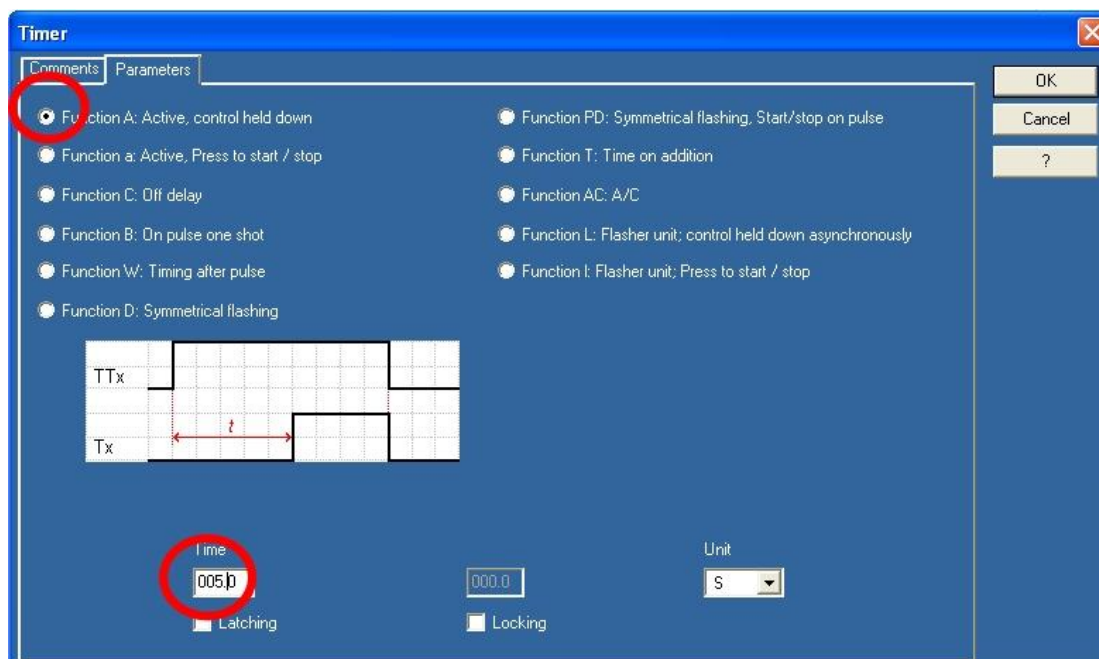 Timer
Comments Parameters
Function A: Active, control held down
Function a: Active, Press to start / stop
Function C: Off delay
Function B: On pulse one shot
Function W: Timing after pulse
Function D: Symmetrical flashing
Function PD: Symmetrical flashing, Start/stop on pulse
Function T: Time on addition
Function AC: A/C
Function L: Flasher unit; control held down asynchronously
Function l: Flasher unit; Press to start / stop
OK
Cancel
?
TTx
t
Tx
Time
Unit
005.0
000.0
S
Latching
Locking